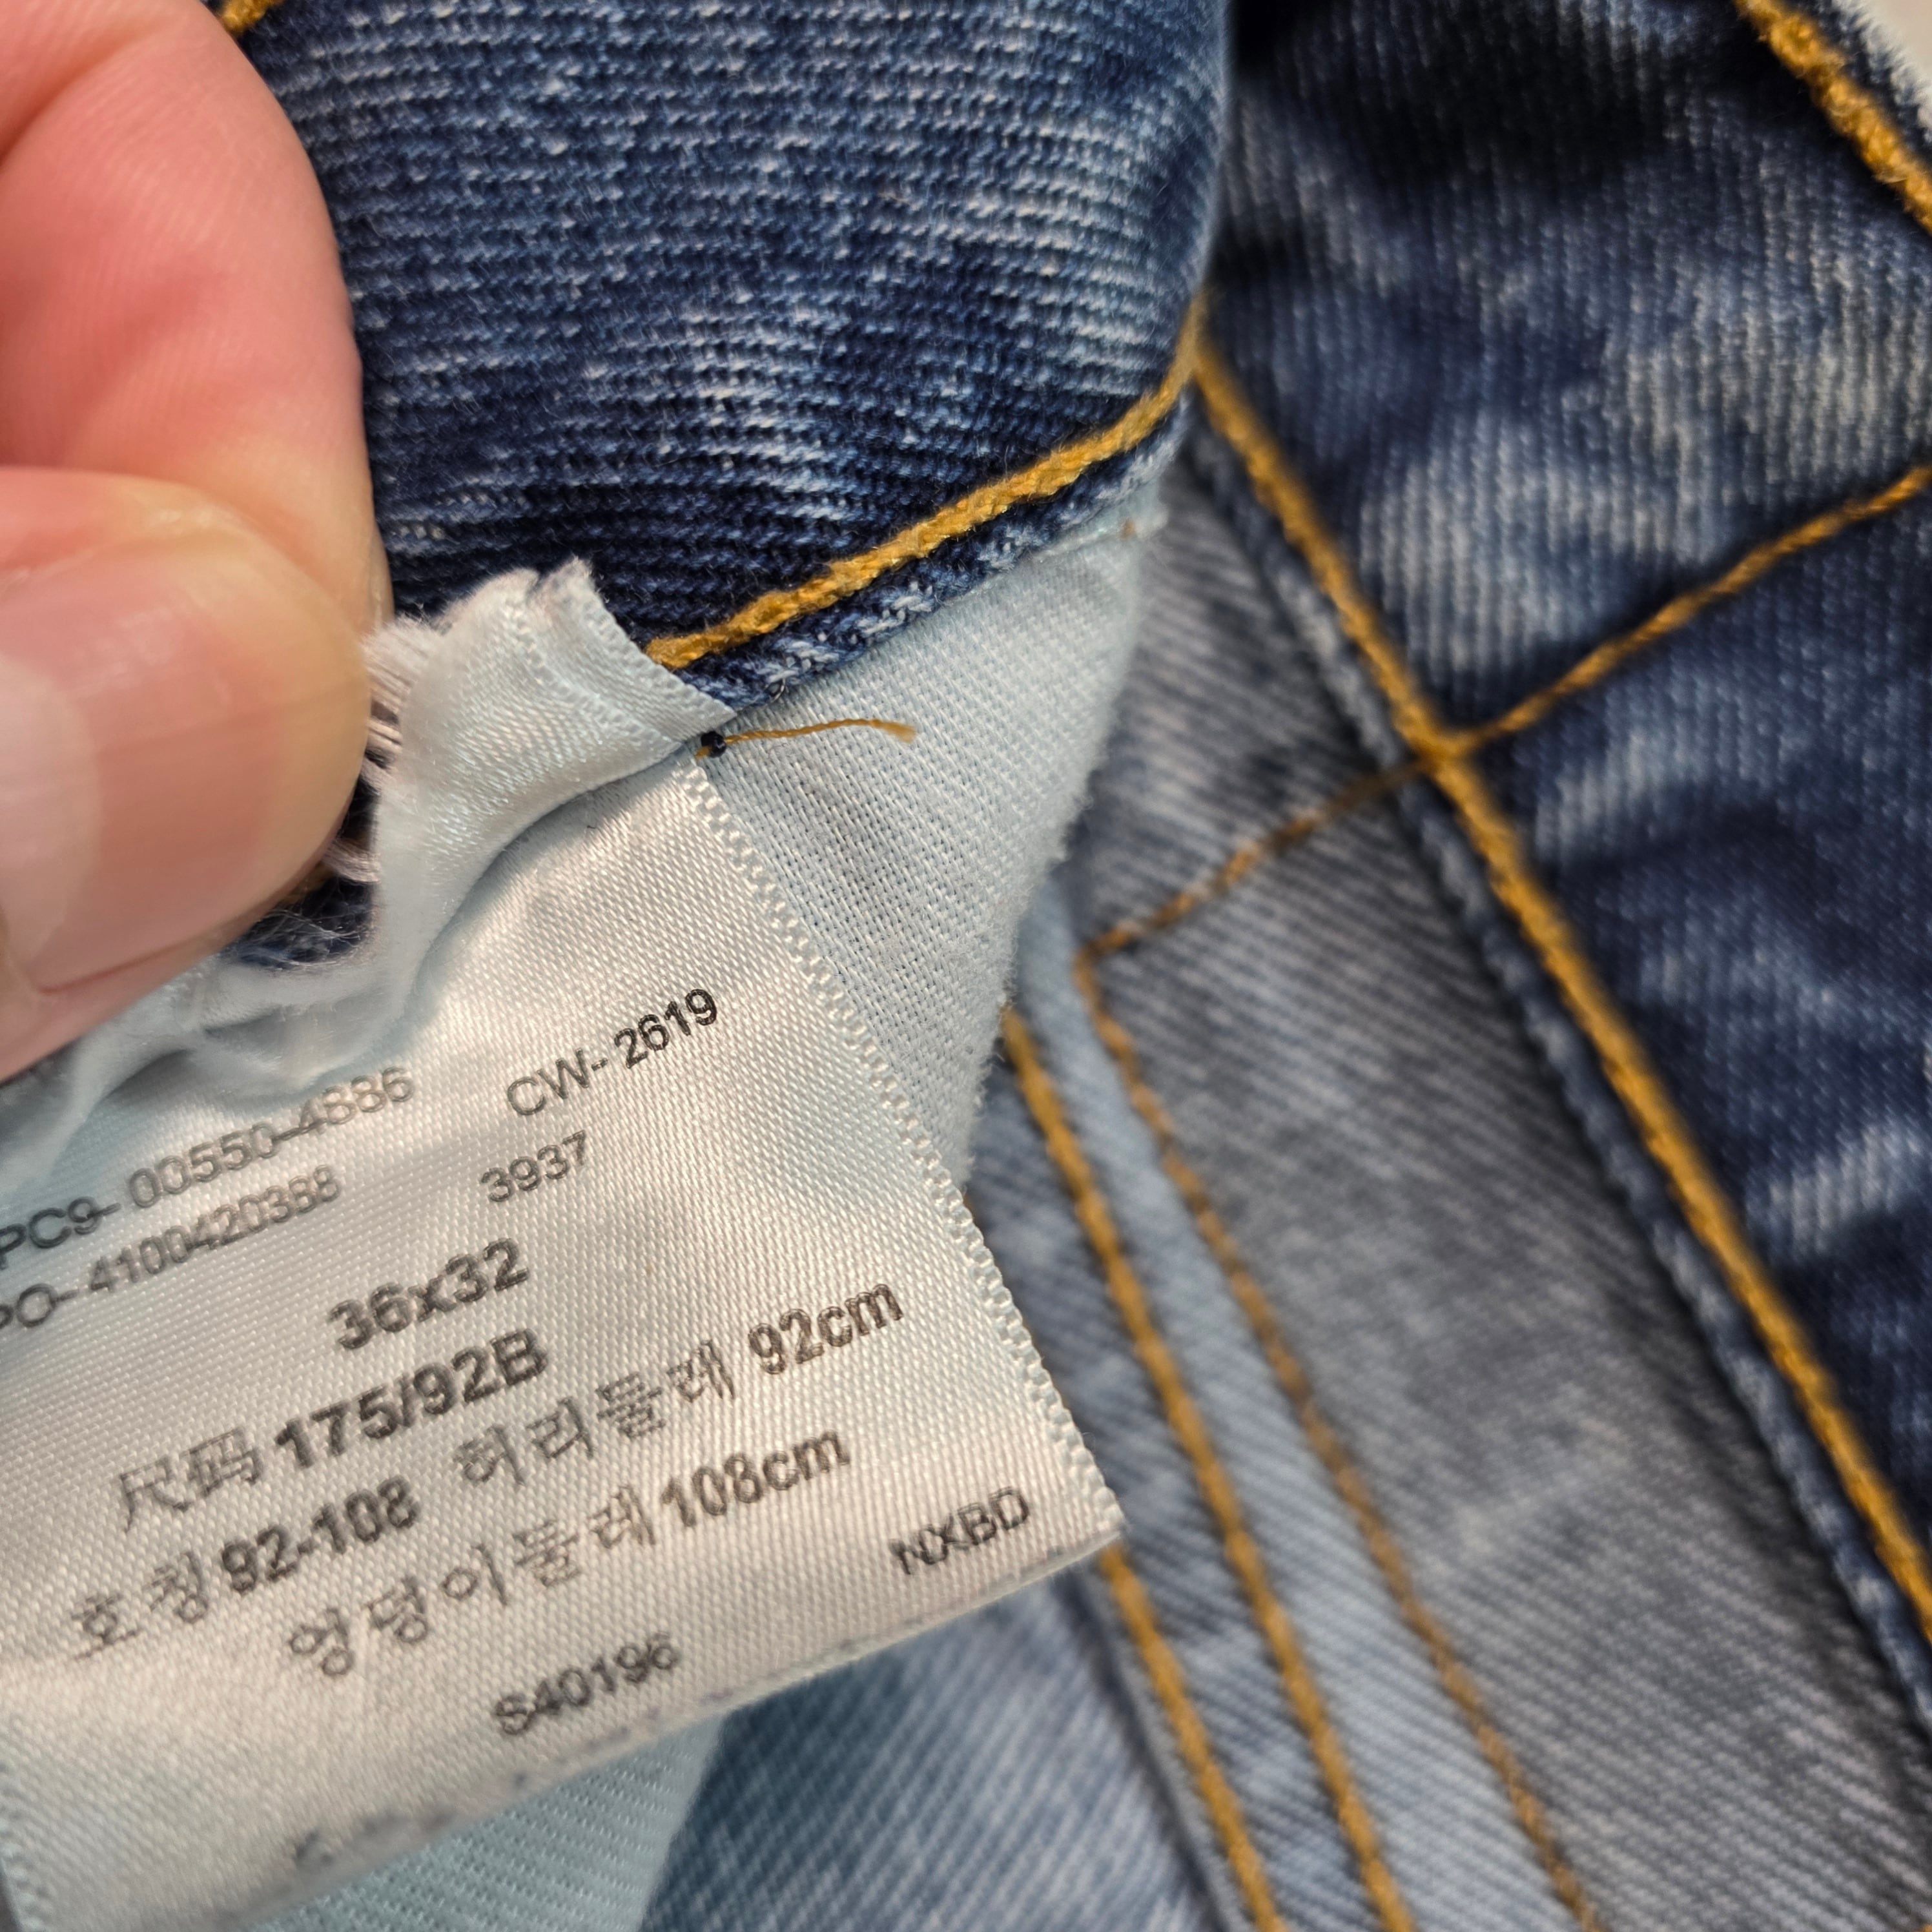 PC9- 00550-4886 CW- 2619
PO- 4100420368 3937
36x32
尺码 175/92B
호칭 92-108 허리둘레 92cm
엉덩이둘레 108cm
NXBD
S40196